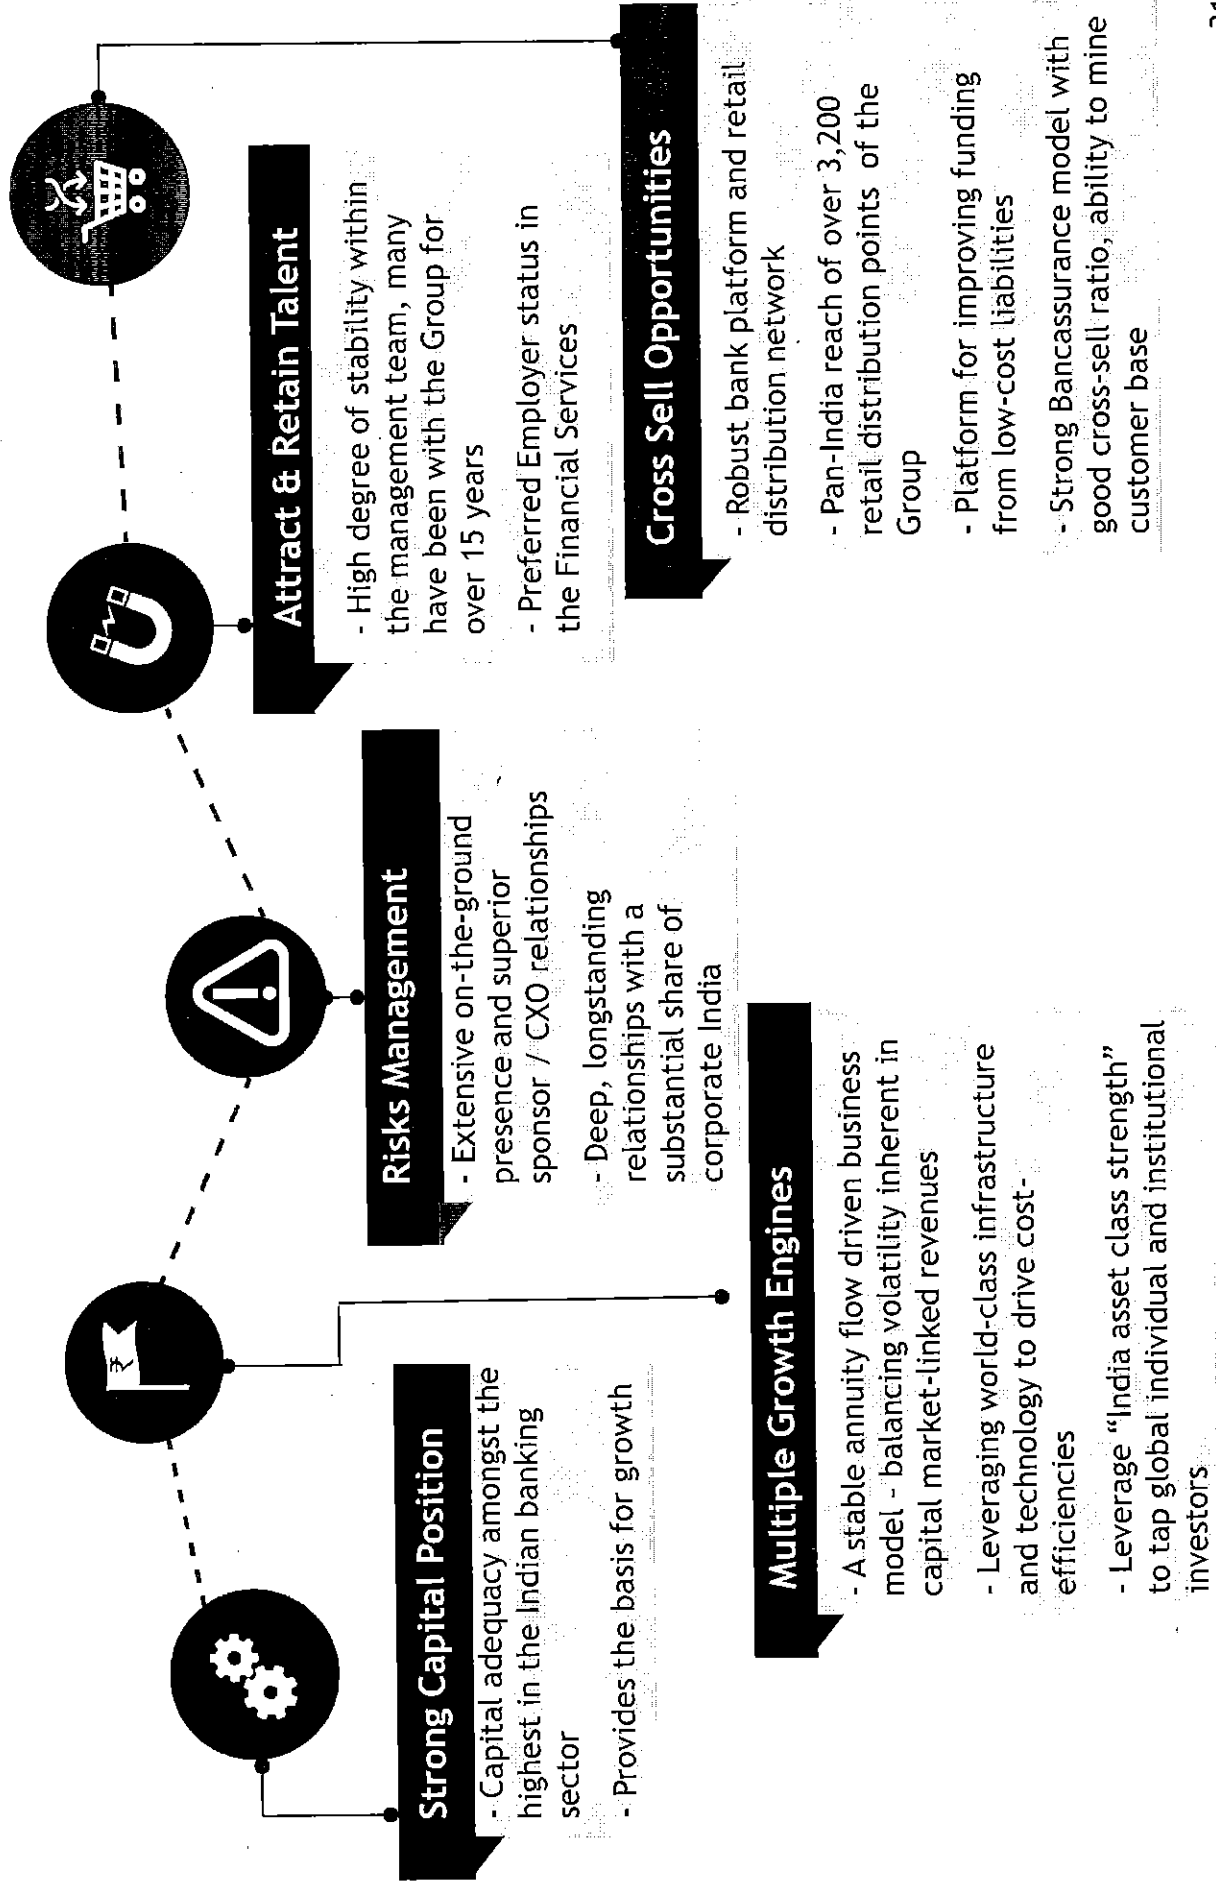 Strong Capital Position
- Capital adequacy amongst the
highest in the Indian banking
sector
- Provides the basis for growth
Multiple Growth Engines
- A stable annuity flow driven business
model - balancing volatility inherent in
capital market-linked revenues
- Leveraging world-class infrastructure
and technology to drive cost-
efficiencies
- Leverage “India asset class strength”
to tap global individual and institutional
investors
Risks Management
- Extensive on-the-ground
presence and superior
sponsor / CXO relationships
- Deep, longstanding
relationships with a
substantial share of
corporate India
Attract & Retain Talent
- High degree of stability within
the management team, many
have been with the Group for
over 15 years
- Preferred Employer status in
the Financial Services
Cross Sell Opportunities
- Robust bank platform and retail
distribution network
- Pan-India reach of over 3,200
retail distribution points of the
Group
- Platform for improving funding
from low-cost liabilities
- Strong Bancassurance model with
good cross-sell ratio, ability to mine
customer base
₹